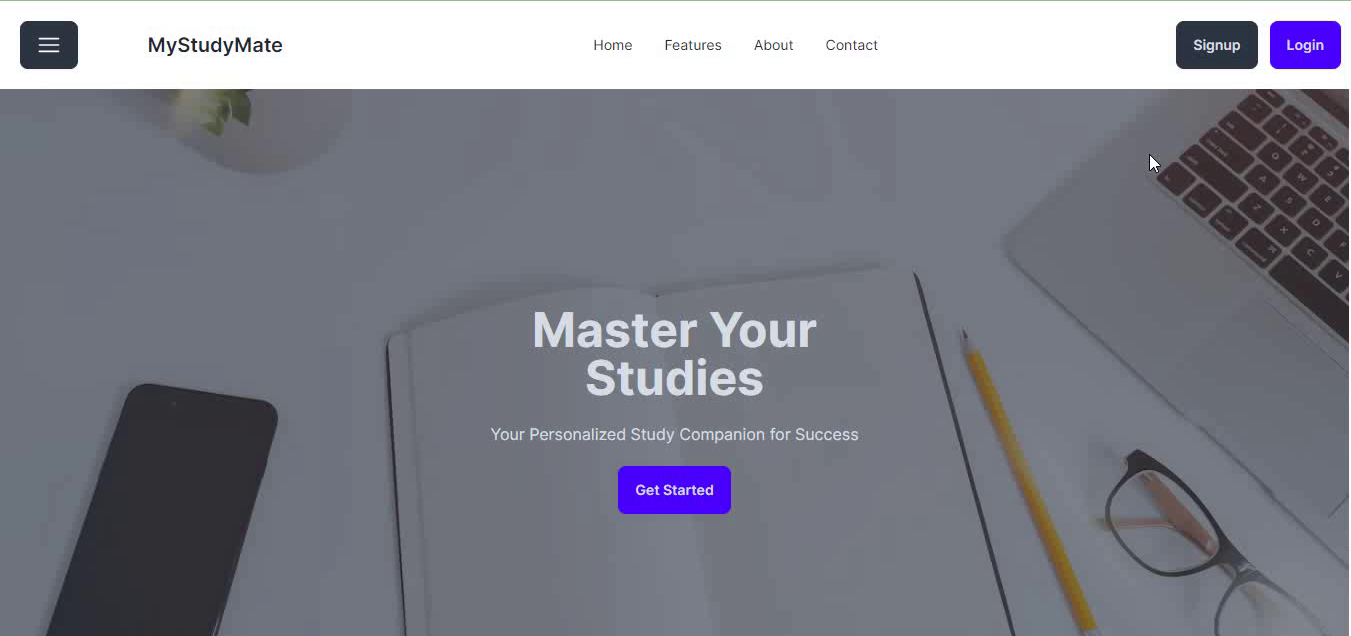 MyStudyMate
Home Features About Contact
Signup Login
Master Your
Studies
Your Personalized Study Companion for Success
Get Started